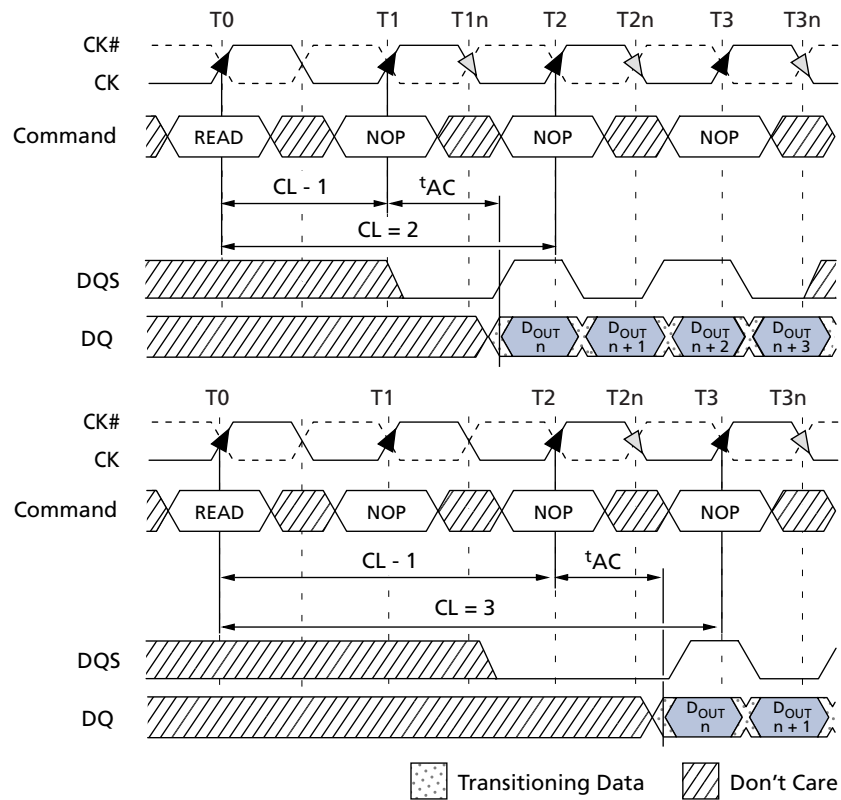 T0 T1 T1n T2 T2n T3 T3n
CK#
CK
Command READ NOP NOP NOP
CL - 1 tAC
CL = 2
DQS
DQ DOUT n DOUT n + 1 DOUT n + 2 DOUT n + 3
T0 T1 T2 T2n T3 T3n
CK#
CK
Command READ NOP NOP NOP
CL - 1 tAC
CL = 3
DQS
DQ DOUT n DOUT n + 1
Transitioning Data Don't Care